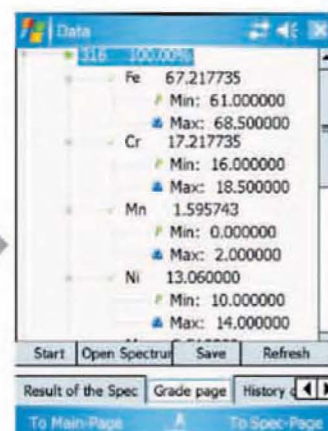 Data
316 100.00%
Fe 67.217735
Min: 61.000000
Max: 68.500000
Cr 17.217735
Min: 16.000000
Max: 18.500000
Mn 1.595743
Min: 0.000000
Max: 2.000000
Ni 13.060000
Min: 10.000000
Max: 14.000000
Start Open Spectrur Save Refresh
Result of the Spec Grade page History
To Main-Page To Spec-Page